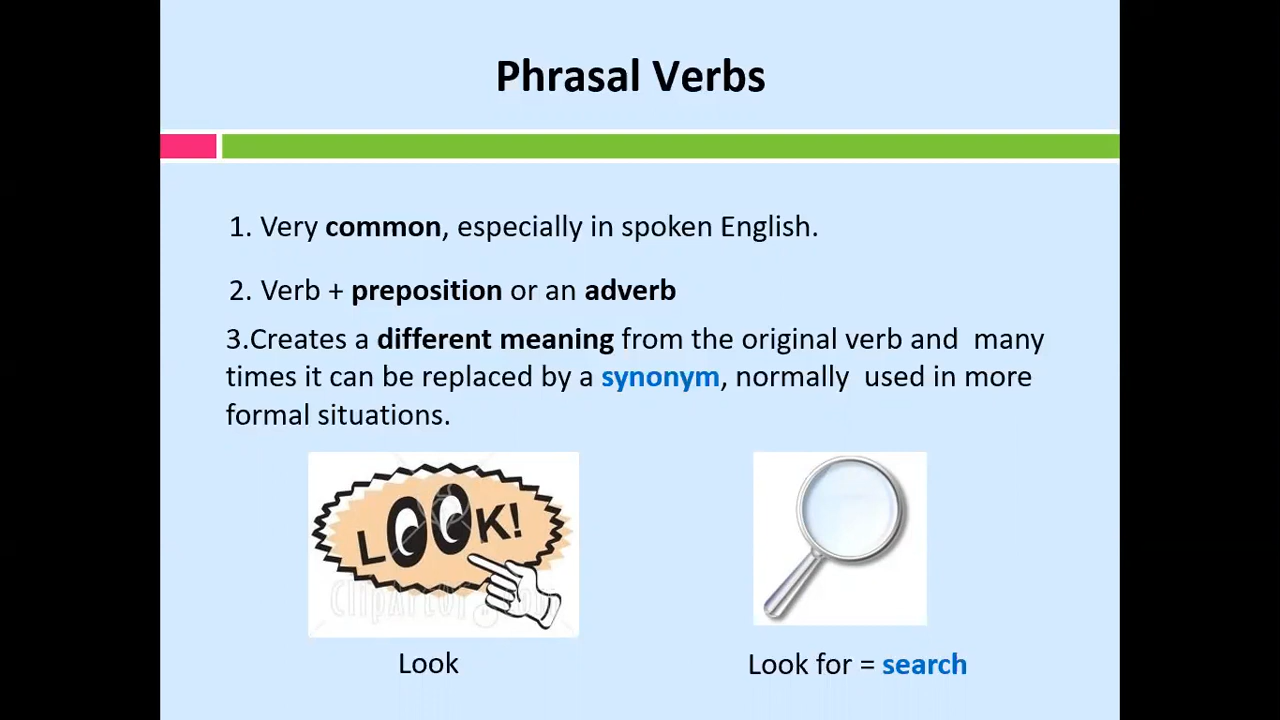 Phrasal Verbs
1. Very common, especially in spoken English.
2. Verb + preposition or an adverb
3.Creates a different meaning from the original verb and  many
times it can be replaced by a synonym, normally  used in more
formal situations.
LOOK!
Look
Look for = search